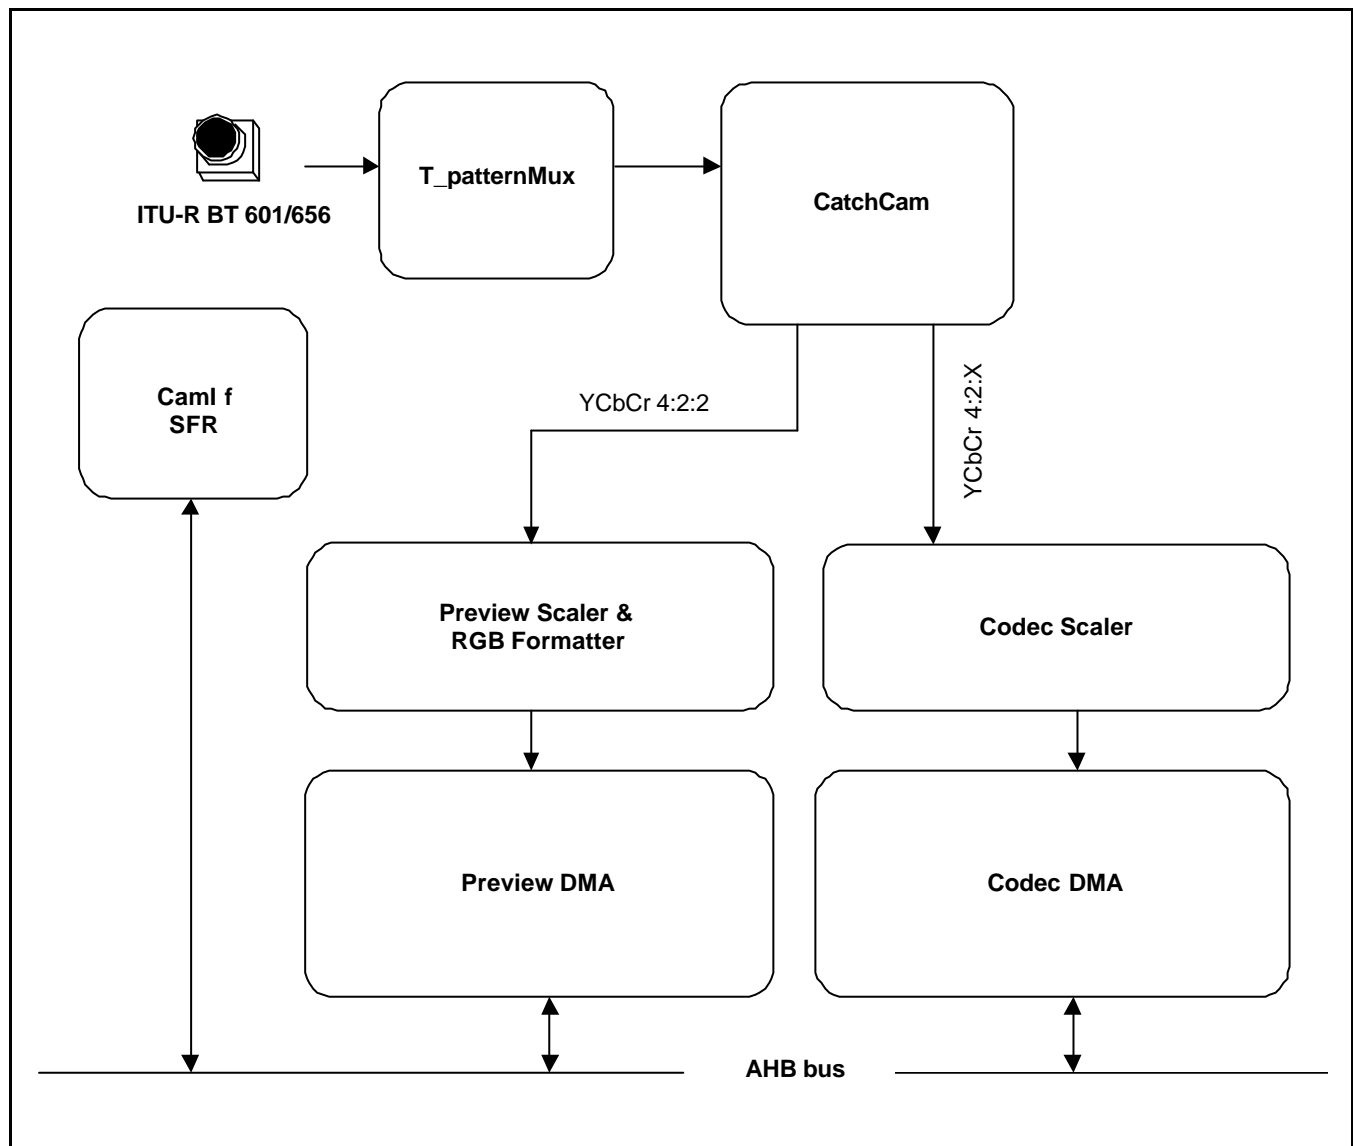 T_patternMux
CatchCam
ITU-R BT 601/656
CamI f
SFR
YCbCr 4:2:2
YCbCr 4:2:X
Preview Scaler &
RGB Formatter
Codec Scaler
Preview DMA
Codec DMA
AHB bus